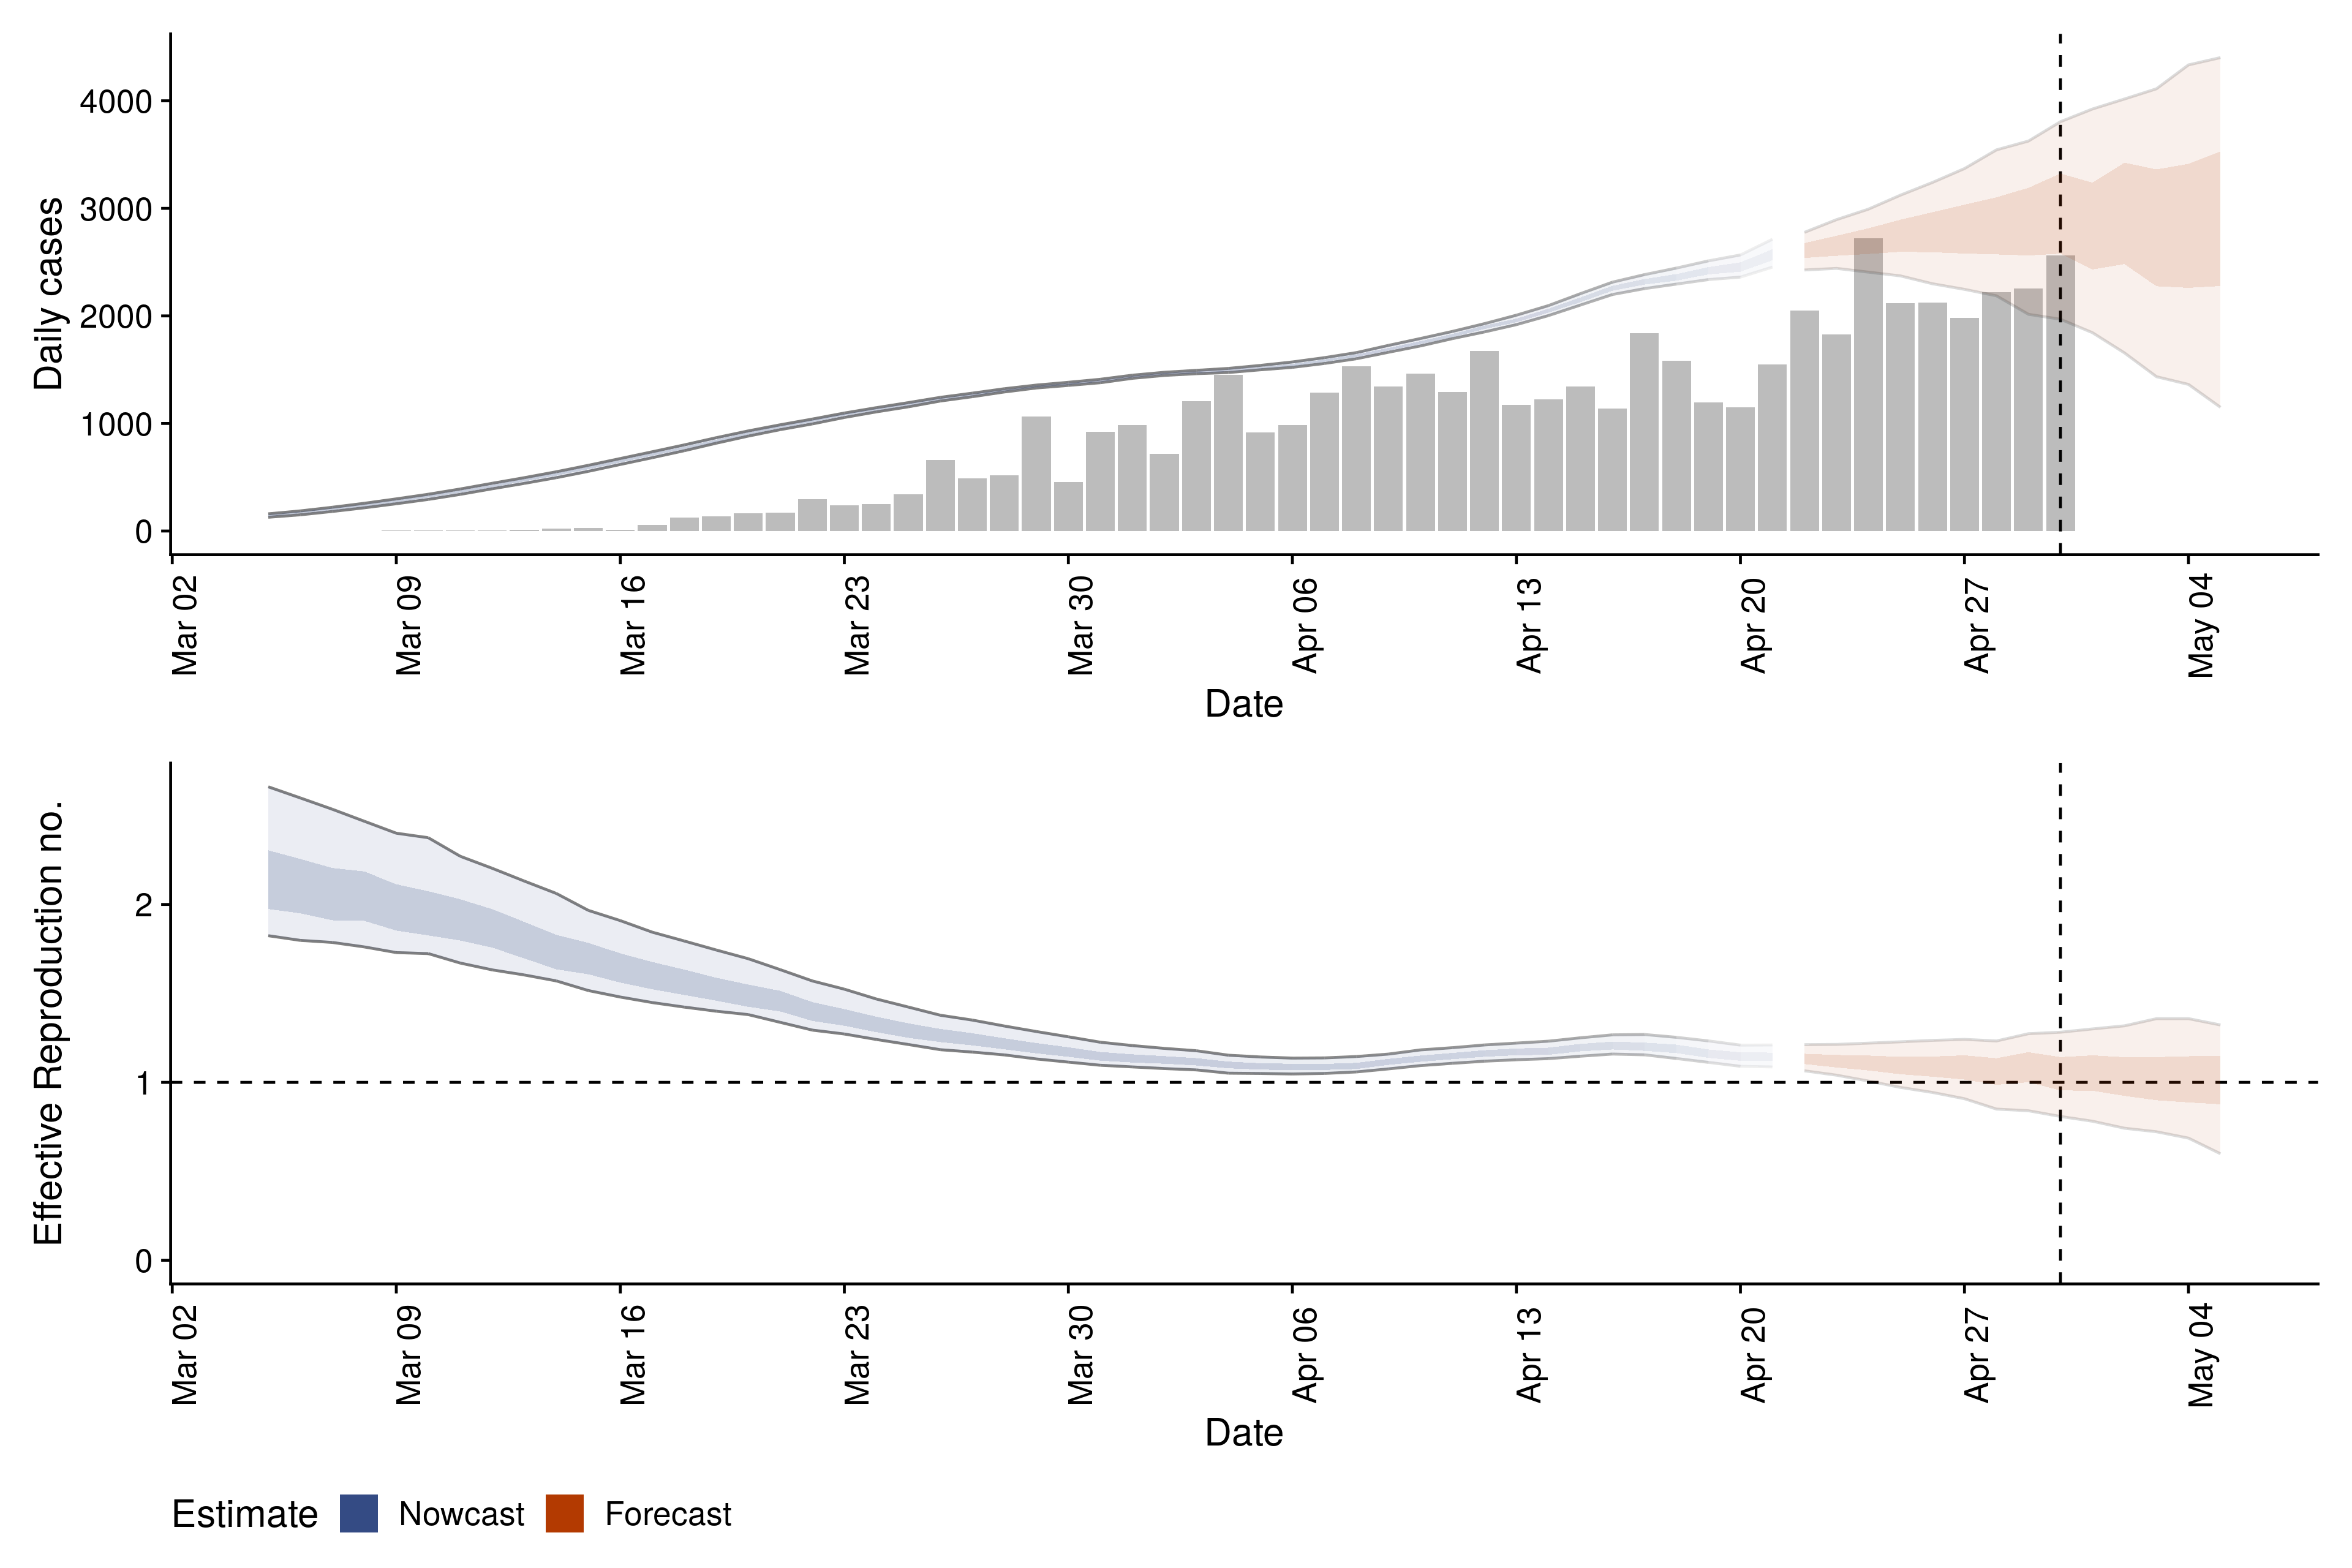 Daily cases
4000
3000
2000
1000
0
Mar 02 Mar 09 Mar 16 Mar 23 Mar 30 Apr 06 Apr 13 Apr 20 Apr 27 May 04
Date
Effective Reproduction no.
2
1
0
Mar 02 Mar 09 Mar 16 Mar 23 Mar 30 Apr 06 Apr 13 Apr 20 Apr 27 May 04
Date
Estimate Nowcast Forecast